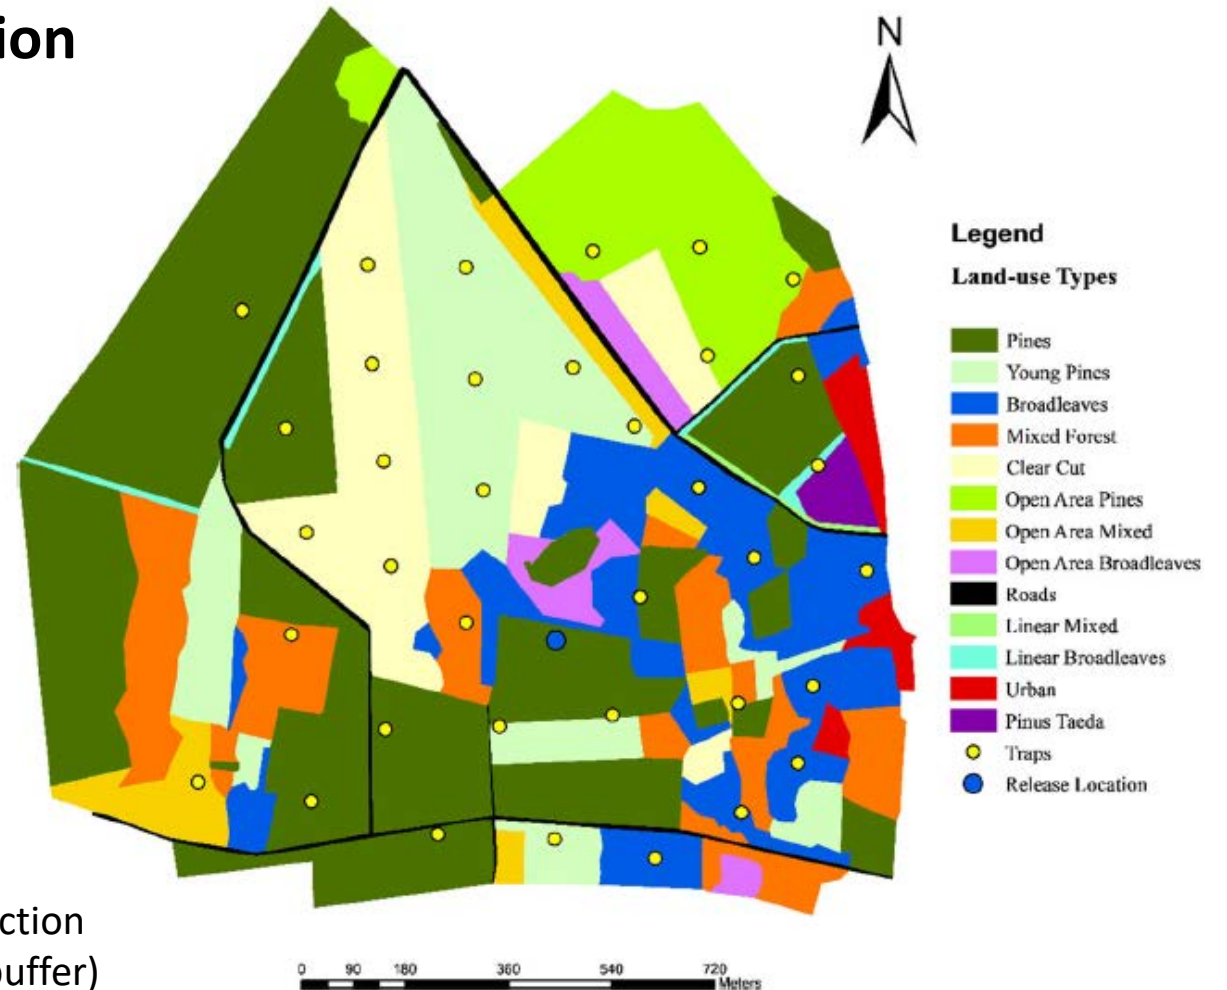 ion
N
Legend
Land-use Types
Pines
Young Pines
Broadleaves
Mixed Forest
Clear Cut
Open Area Pines
Open Area Mixed
Open Area Broadleaves
Roads
Linear Mixed
Linear Broadleaves
Urban
Pinus Taeda
Traps
Release Location
ction
ouffer)
0 90 180 360 540 720
Meters